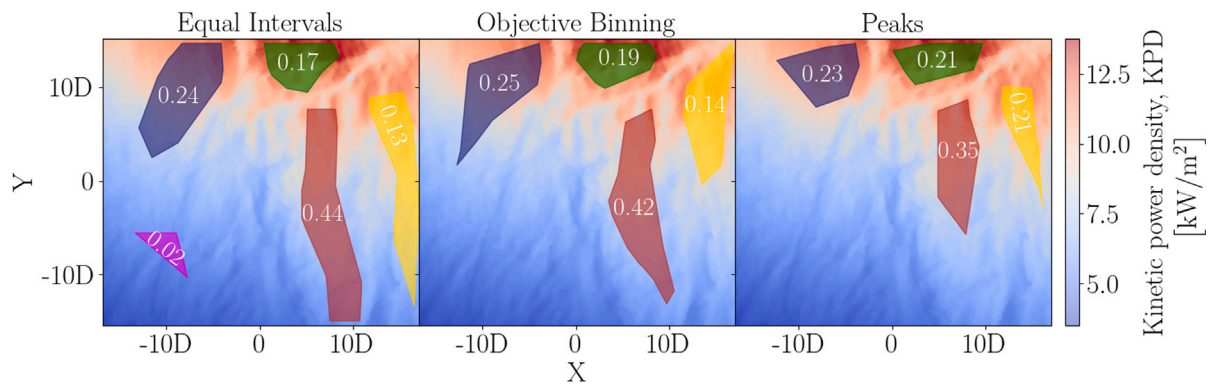 Equal Intervals
Objective Binning
Peaks
Y
10D
0
-10D
0.24
0.17
0.13
0.44
0.02
0.25
0.19
0.14
0.42
0.23
0.21
0.21
0.35
-10D
0
10D
-10D
0
10D
-10D
0
10D
X
12.5
10.0
7.5
5.0
Kinetic power density, KPD
[kW/m²]